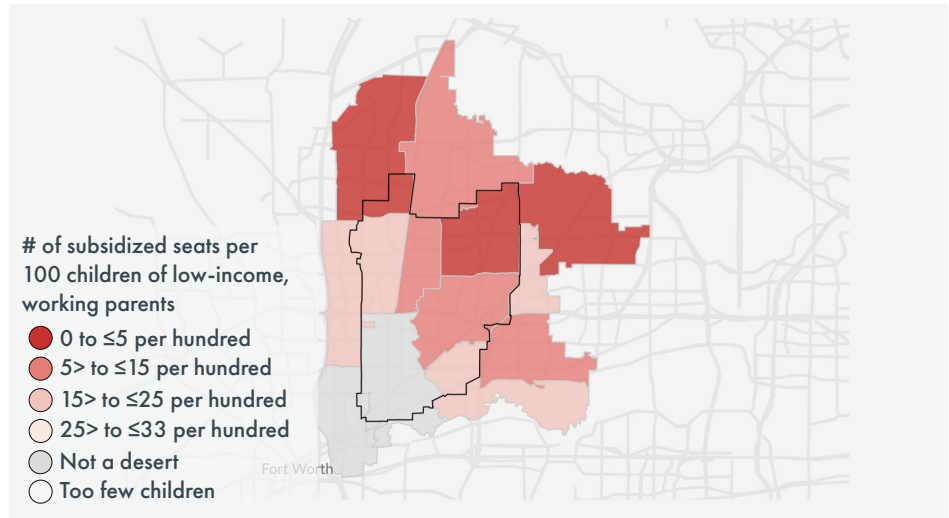 # of subsidized seats per
100 children of low-income,
working parents
0 to ≤5 per hundred
5> to ≤15 per hundred
15> to ≤25 per hundred
25> to ≤33 per hundred
Not a desert
Fort Worth
Too few children